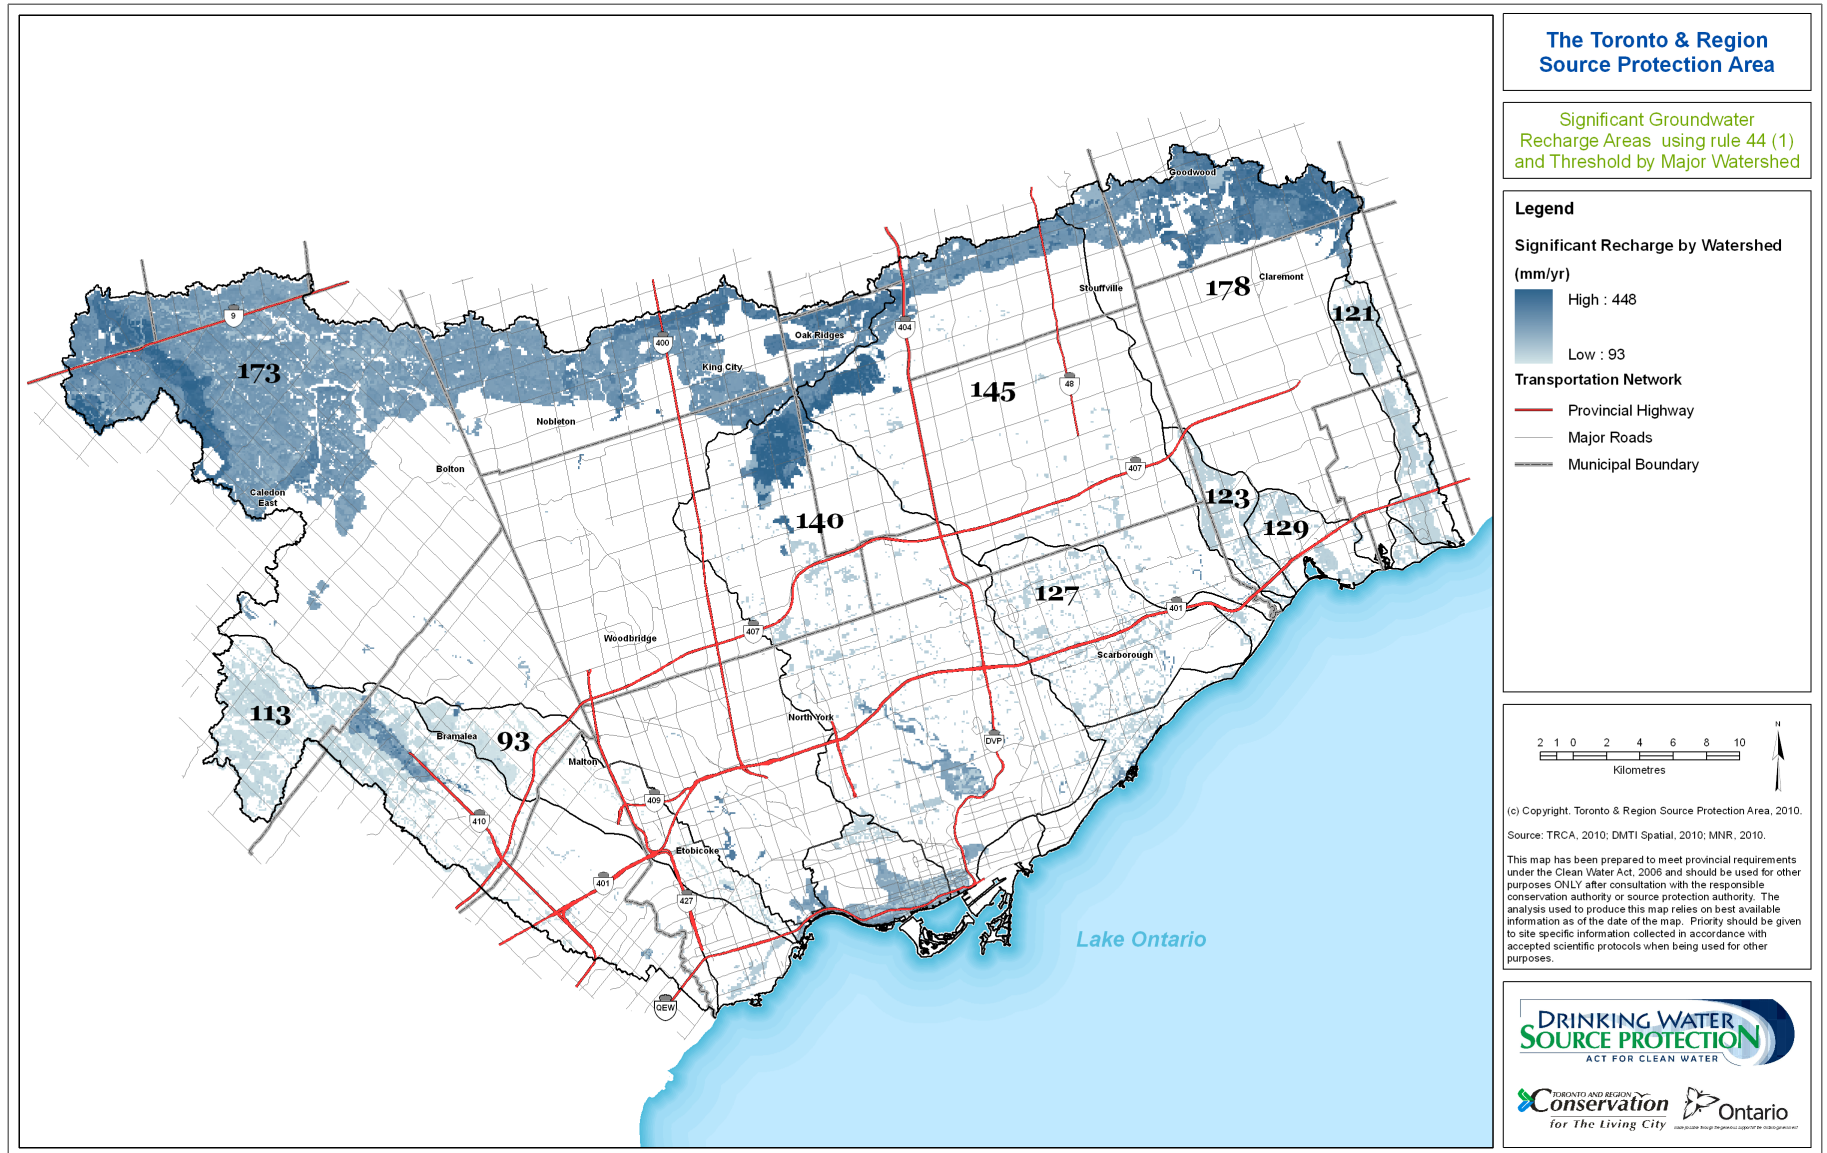 The Toronto & Region
Source Protection Area
Significant Groundwater
Recharge Areas using rule 44 (1)
and Threshold by Major Watershed
Legend
Significant Recharge by Watershed
(mm/yr)
High : 448
Low : 93
Transportation Network
Provincial Highway
Major Roads
Municipal Boundary
Goodwood
Claremont
178
Stouffville
121
9
404
Oak Ridges
400
173
King City
48
145
Nobleton
Bolton
407
Caledon
East
123
140
129
127
401
407
Woodbridge
Scarborough
113
North York
Bramalea
93
DVP
Malton
409
410
Etobicoke
401
427
Lake Ontario
QEW
N
2 1 0 2 4 6 8 10
Kilometres
(c) Copyright. Toronto & Region Source Protection Area, 2010.
Source: TRCA, 2010; DMTI Spatial, 2010; MNR, 2010.
This map has been prepared to meet provincial requirements
under the Clean Water Act, 2006 and should be used for other
purposes ONLY after consultation with the responsible
conservation authority or source protection authority. The
analysis used to produce this map relies on best available
information as of the date of the map. Priority should be given
to site specific information collected in accordance with
accepted scientific protocols when being used for other
purposes.
DRINKING WATER
SOURCE PROTECTION
ACT FOR CLEAN WATER
TORONTO AND REGION
Conservation
for The Living City
Ontario